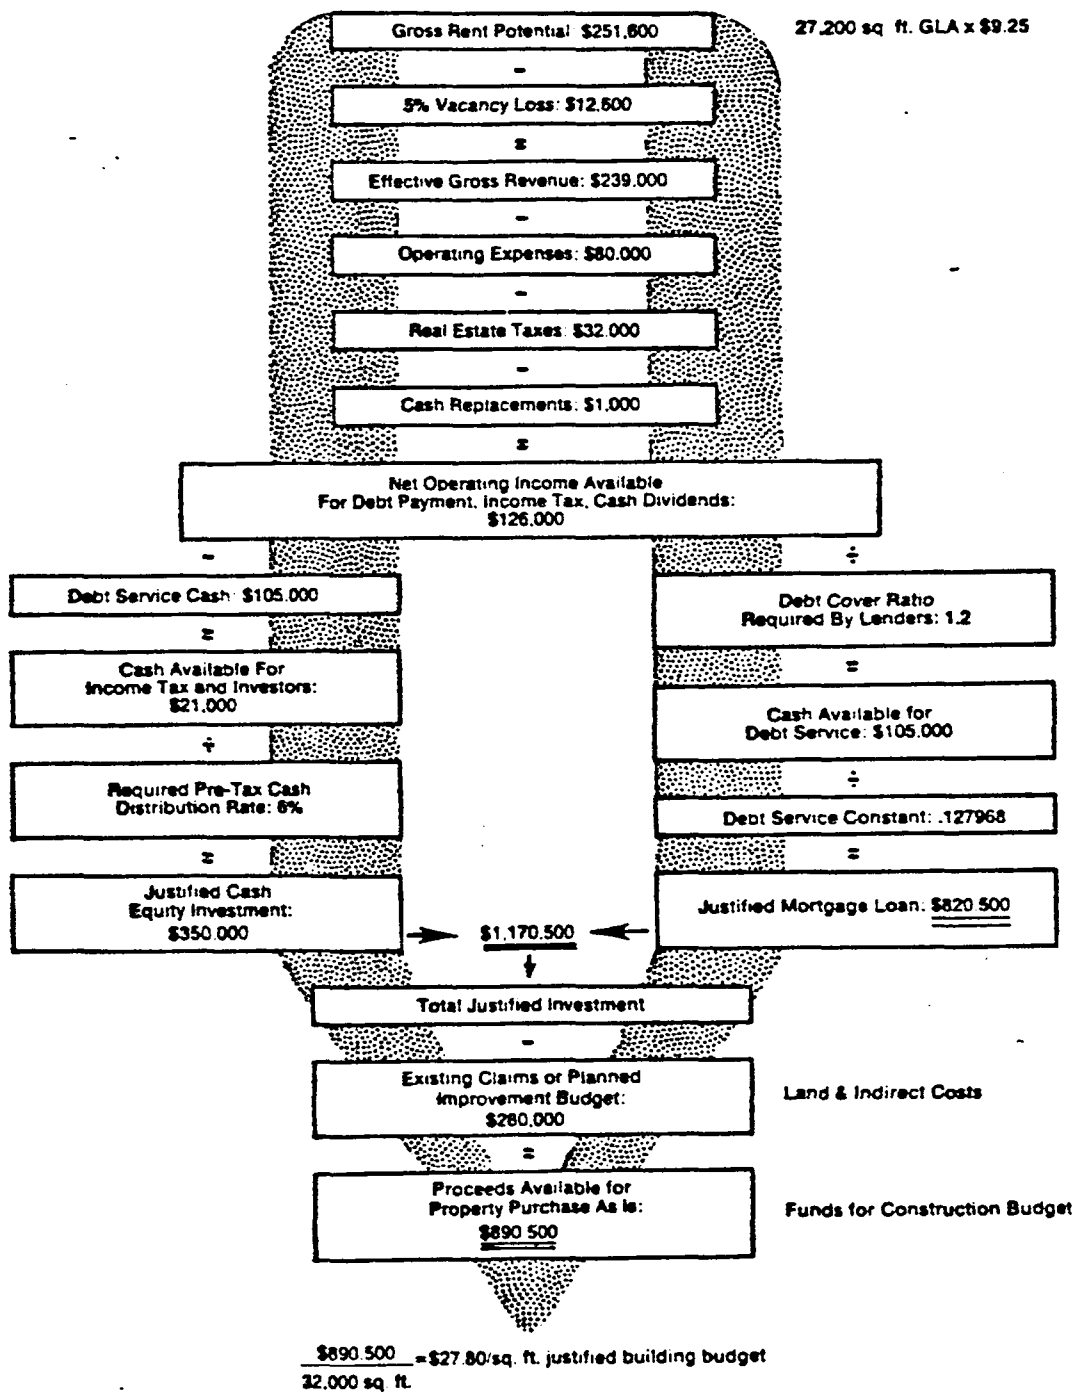 Gross Rent Potential $251,600
27,200 sq ft. GLA x $9.25
-
5% Vacancy Loss: $12,600
=
Effective Gross Revenue: $239,000
-
Operating Expenses: $80,000
-
Real Estate Taxes: $32,000
-
Cash Replacements: $1,000
=
Net Operating Income Available
For Debt Payment, Income Tax, Cash Dividends:
$126,000
-
Debt Service Cash: $105,000
=
Cash Available For
Income Tax and Investors:
$21,000
÷
Required Pre-Tax Cash
Distribution Rate: 6%
=
Justified Cash
Equity Investment:
$350,000
÷
Debt Cover Ratio
Required By Lenders: 1.2
=
Cash Available for
Debt Service: $105,000
÷
Debt Service Constant: .127968
=
Justified Mortgage Loan: $820,500
$1,170,500
Total Justified Investment
-
Existing Claims or Planned
Improvement Budget:
$280,000
Land & Indirect Costs
=
Proceeds Available for
Property Purchase As Is:
$890,500
Funds for Construction Budget
$890,500
=$27.80/sq. ft. justified building budget
32,000 sq. ft.